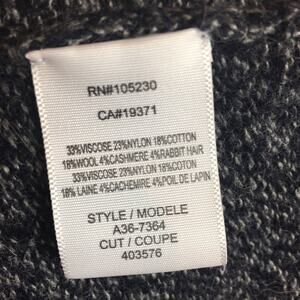 RN#105230
CA#19371
33%VISCOSE 23%NYLON 18%COTTON
18%WOOL 4%CASHMERE 4%RABBIT HAIR
33%VISCOSE 23%NYLON 18%COTON
18% LAINE 4%CACHEMIRE 4%POIL DE LAPIN
STYLE / MODELE
A36-7364
CUT / COUPE
403576